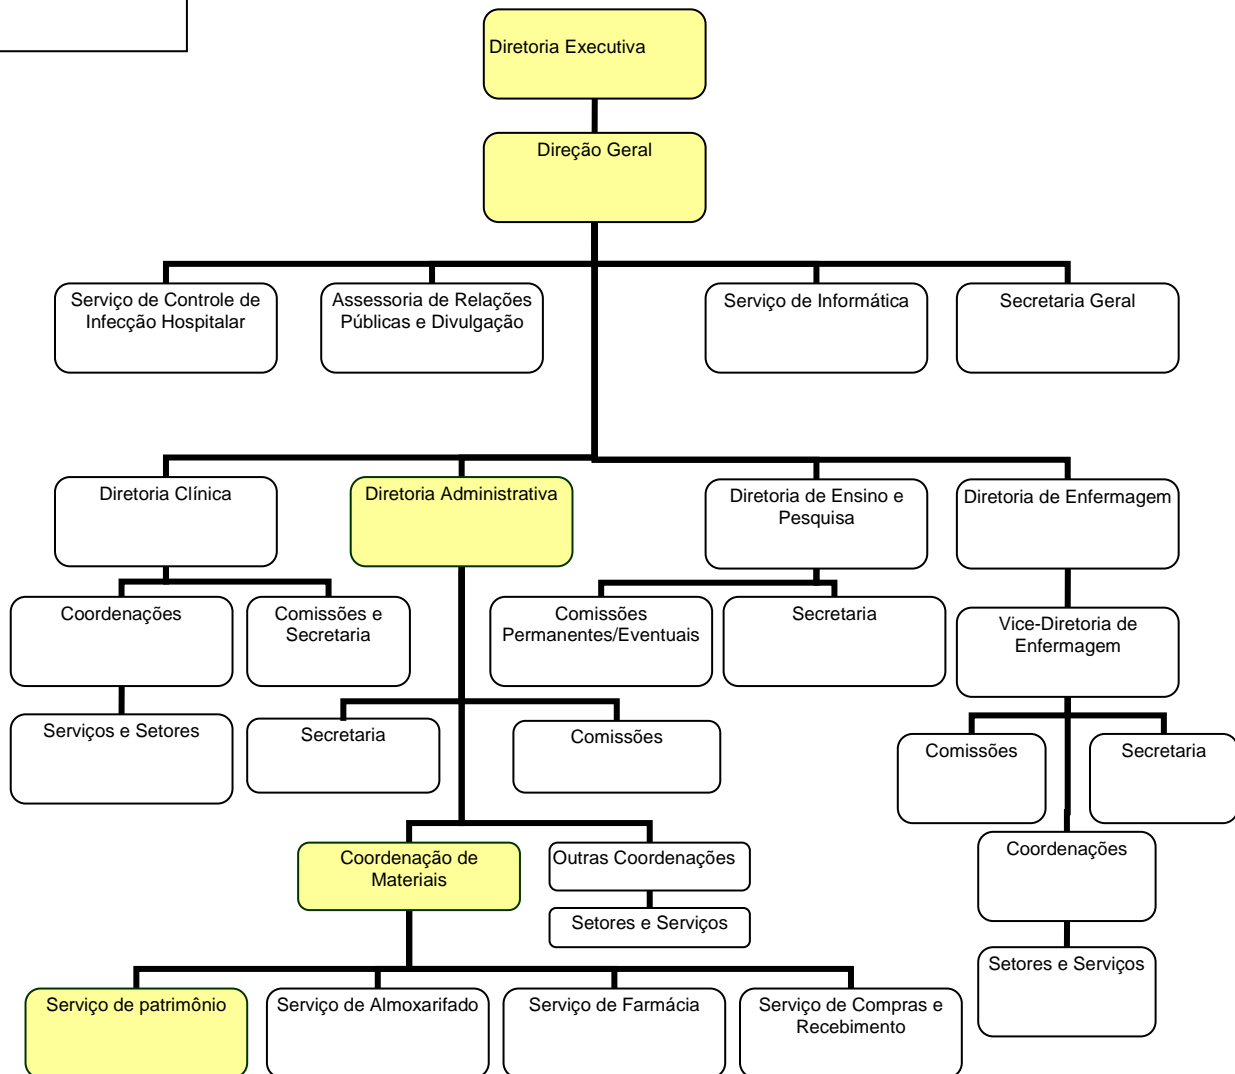 Diretoria Executiva
Direção Geral
Serviço de Controle de
Infecção Hospitalar
Assessoria de Relações
Públicas e Divulgação
Serviço de Informática
Secretaria Geral
Diretoria Clínica
Diretoria Administrativa
Diretoria de Ensino e
Pesquisa
Diretoria de Enfermagem
Coordenações
Comissões e
Secretaria
Comissões
Permanentes/Eventuais
Secretaria
Vice-Diretoria de
Enfermagem
Serviços e Setores
Secretaria
Comissões
Comissões
Secretaria
Coordenação de
Materiais
Outras Coordenações
Setores e Serviços
Coordenações
Setores e Serviços
Serviço de patrimônio
Serviço de Almoxarifado
Serviço de Farmácia
Serviço de Compras e
Recebimento